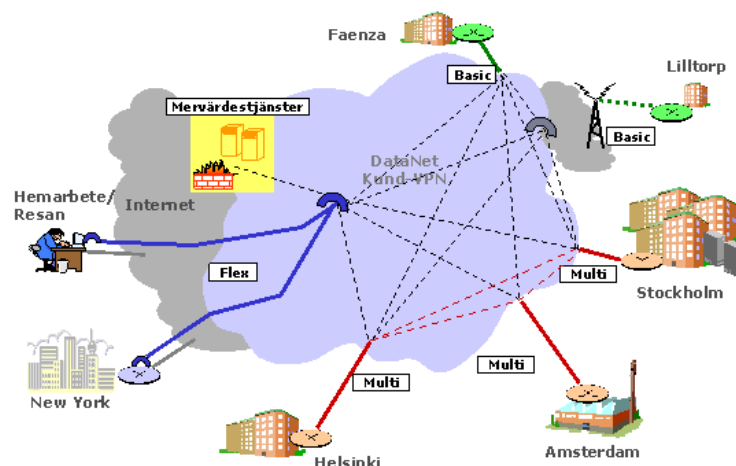 Faenza
Basic
Lilltorp
Mervärdestjänster
Basic
DataNet
Kund-VPN
Hemarbete/
Resan
Internet
Flex
Multi
Stockholm
Multi
Multi
New York
Helsinki
Amsterdam